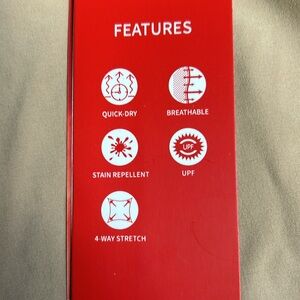 FEATURES
QUICK-DRY
BREATHABLE
STAIN REPELLENT
UPF
UPF
4-WAY STRETCH